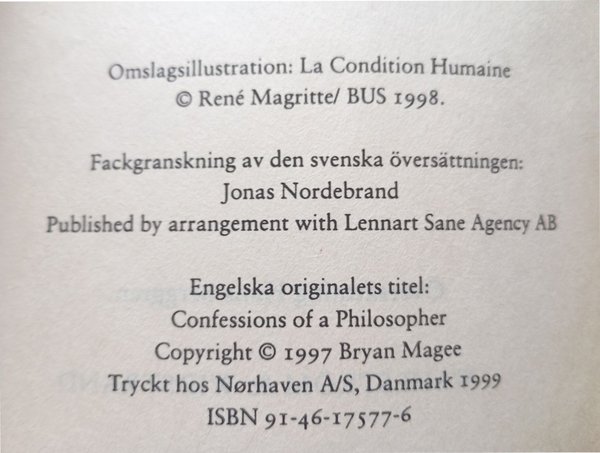 Omslagsillustration: La Condition Humaine
© René Magritte/ BUS 1998.
Fackgranskning av den svenska översättningen:
Jonas Nordebrand
Published by arrangement with Lennart Sane Agency AB
Engelska originalets titel:
Confessions of a Philosopher
Copyright © 1997 Bryan Magee
Tryckt hos Nørhaven A/S, Danmark 1999
ISBN 91-46-17577-6